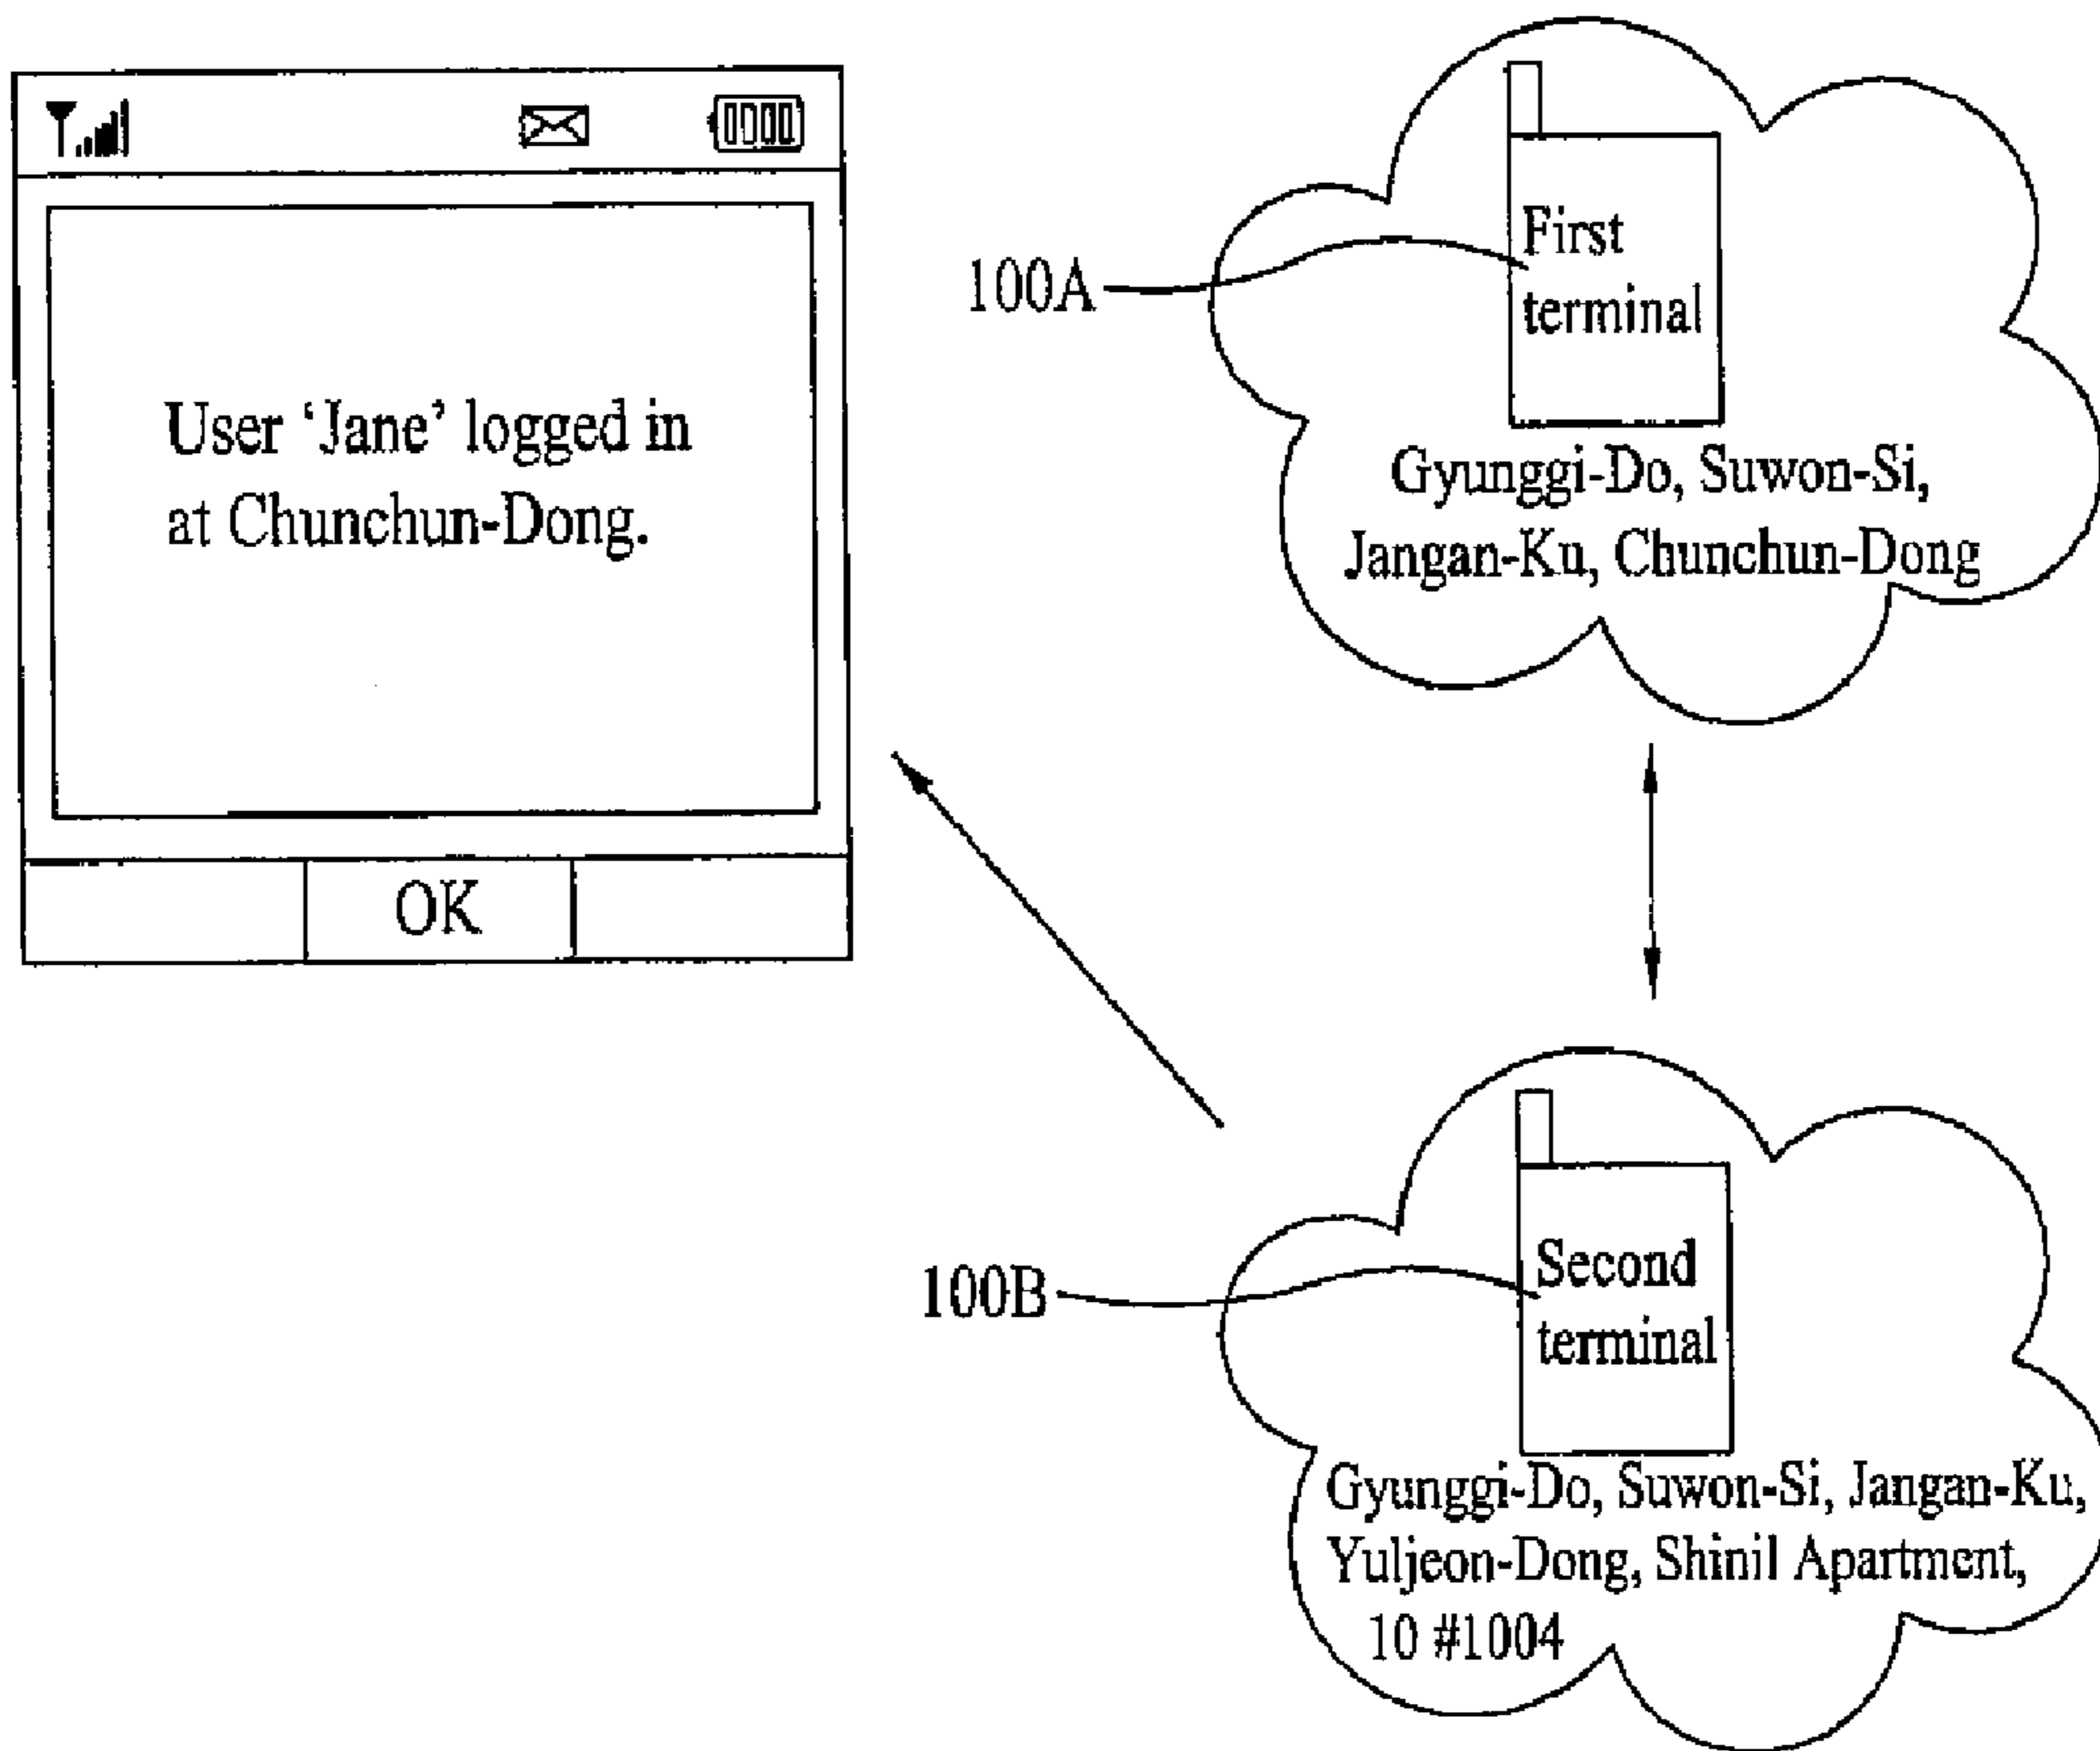 User ‘Jane’ logged in
at Chunchun-Dong.
OK
100A
First
terminal
Gyunggi-Do, Suwon-Si,
Jangan-Ku, Chunchun-Dong
100B
Second
terminal
Gyunggi-Do, Suwon-Si, Jangan-Ku,
Yuljeon-Dong, Shinil Apartment,
10 #1004